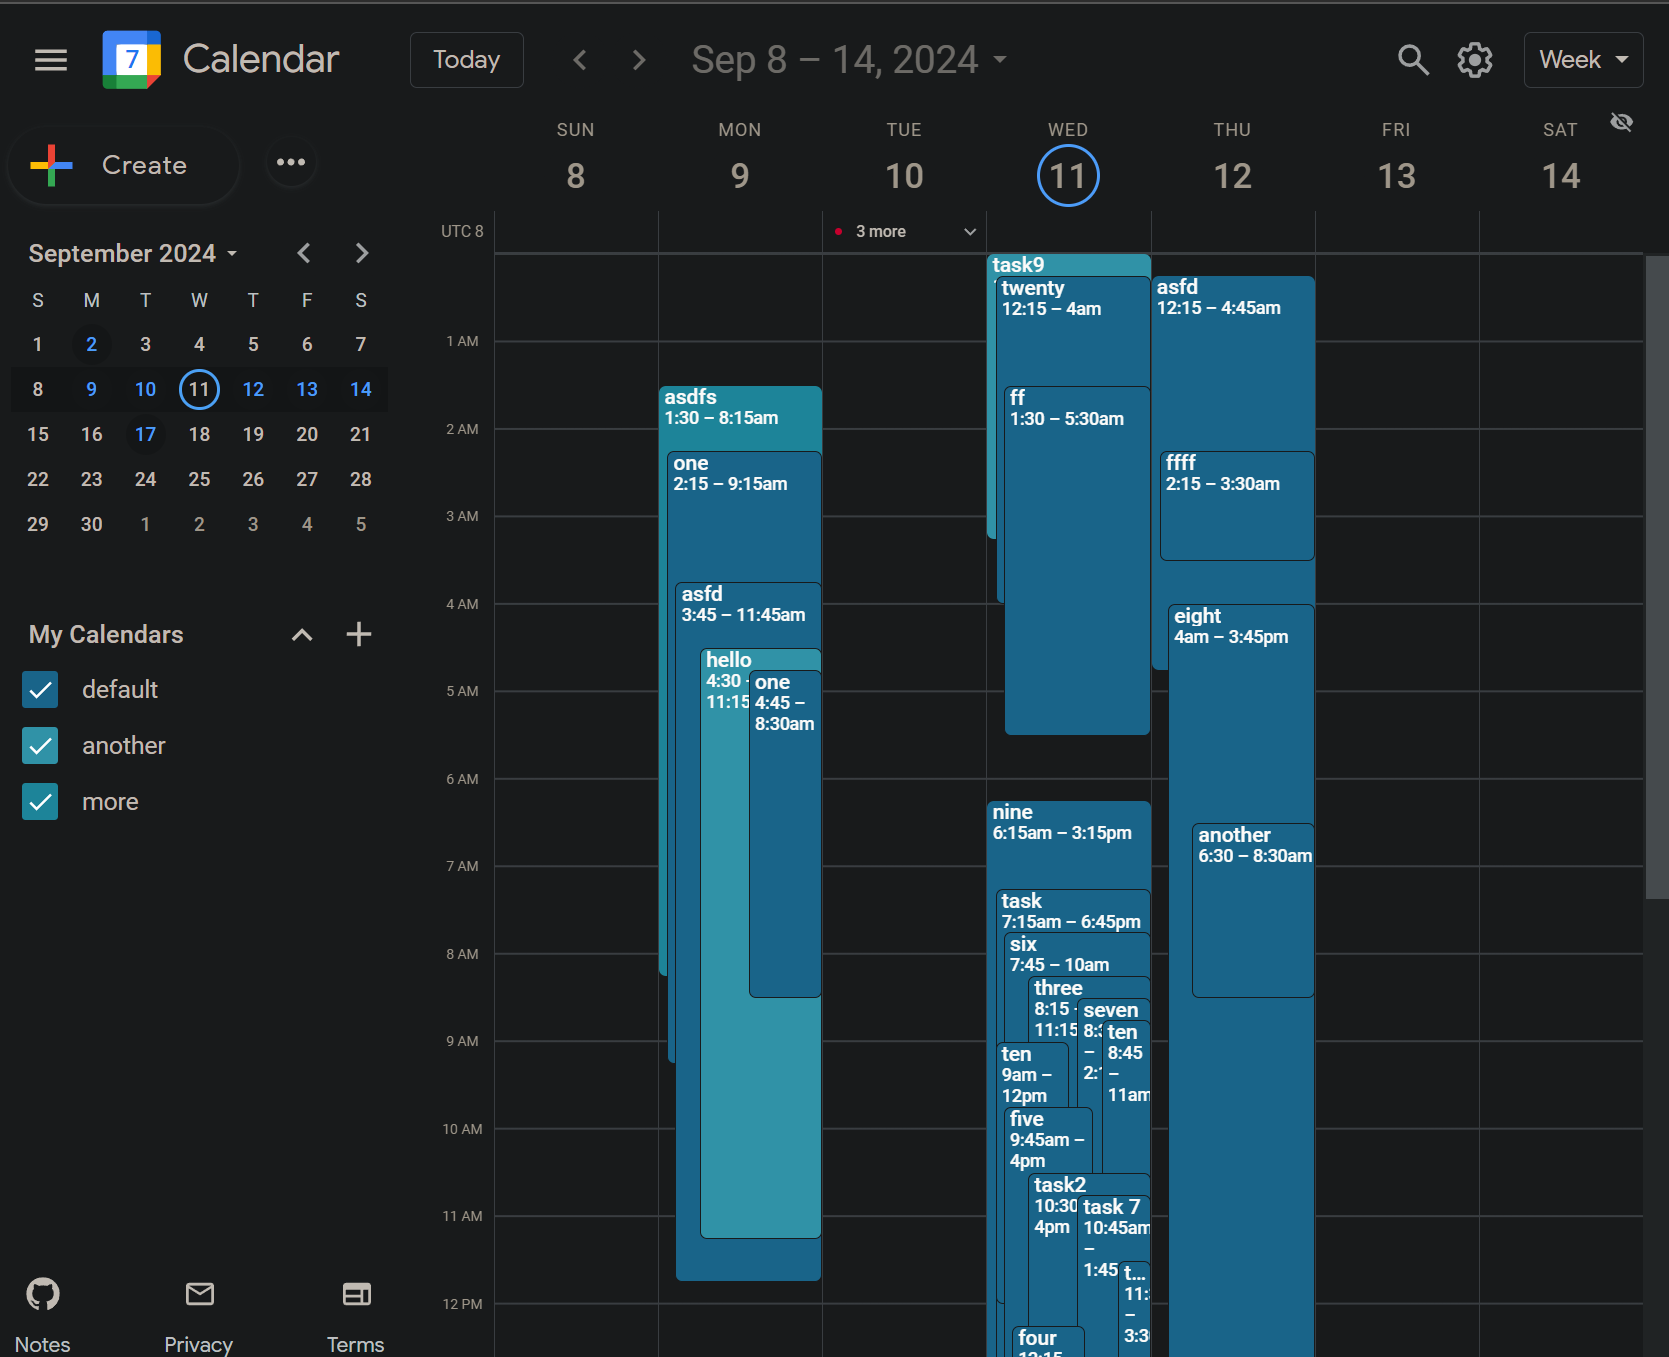 7
Calendar
Today
Sep 8 – 14, 2024
Week
Create
SUN MON TUE WED THU FRI SAT
8 9 10 11 12 13 14
UTC 8
3 more
September 2024
S M T W T F S
1 2 3 4 5 6 7
8 9 10 11 12 13 14
15 16 17 18 19 20 21
22 23 24 25 26 27 28
29 30 1 2 3 4 5
My Calendars
default
another
more
Notes
Privacy
Terms
1 AM
2 AM
3 AM
4 AM
5 AM
6 AM
7 AM
8 AM
9 AM
10 AM
11 AM
12 PM
asdfs
1:30 – 8:15am
one
2:15 – 9:15am
asfd
3:45 – 11:45am
hello
4:30 -
11:15
one
4:45 –
8:30am
task9
twenty
12:15 – 4am
ff
1:30 – 5:30am
nine
6:15am – 3:15pm
task
7:15am – 6:45pm
six
7:45 – 10am
three
8:15 -
11:15
seven
8:
–
2:
ten
8:45
–
11am
ten
9am –
12pm
five
9:45am –
4pm
task2
10:30
4pm
task 7
10:45am
–
1:45
t...
11:
–
3:3
four
12:15
asfd
12:15 – 4:45am
ffff
2:15 – 3:30am
eight
4am – 3:45pm
another
6:30 – 8:30am